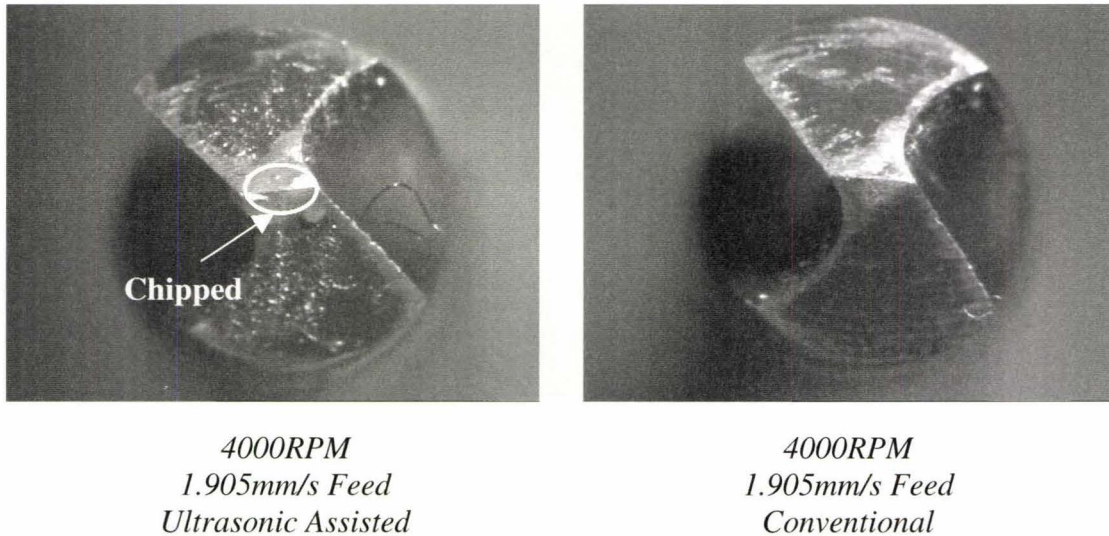 Chipped
4000RPM
1.905mm/s Feed
Ultrasonic Assisted
4000RPM
1.905mm/s Feed
Conventional